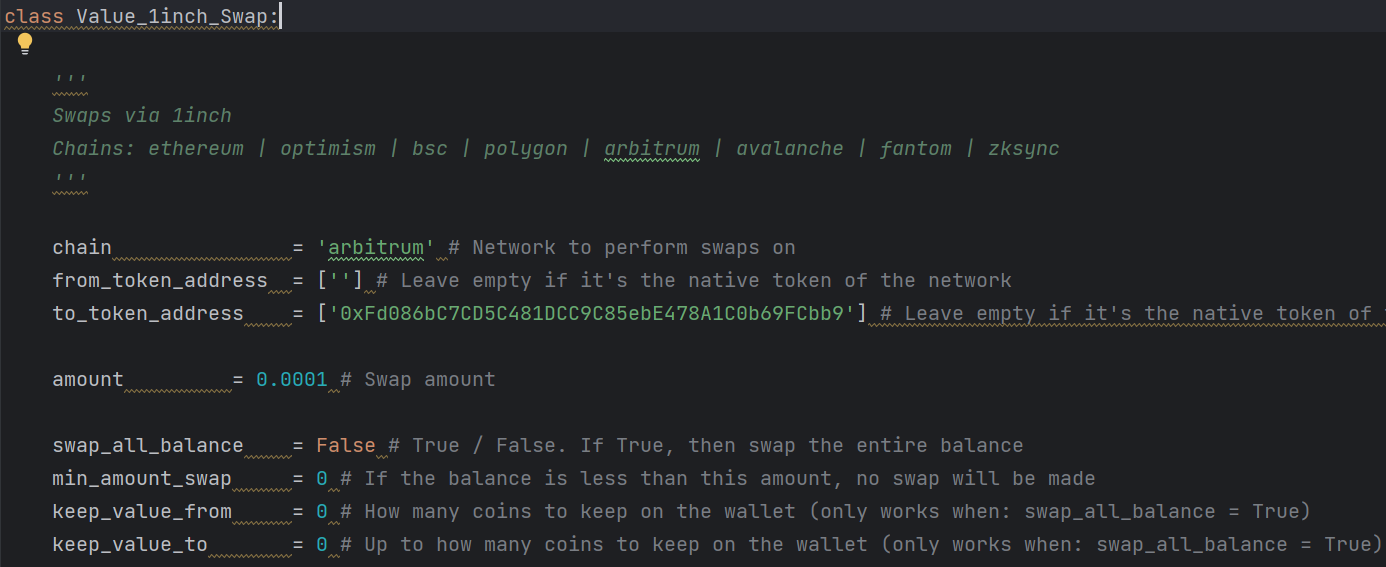 class Value_1inch_Swap:
'''
Swaps via 1inch
Chains: ethereum | optimism | bsc | polygon | arbitrum | avalanche | fantom | zksync
'''
chain = 'arbitrum' # Network to perform swaps on
from_token_address = [''] # Leave empty if it's the native token of the network
to_token_address = ['0xFd086bC7CD5C481DCC9C85ebE478A1C0b69FCbb9'] # Leave empty if it's the native token of
amount = 0.0001 # Swap amount
swap_all_balance = False # True / False. If True, then swap the entire balance
min_amount_swap = 0 # If the balance is less than this amount, no swap will be made
keep_value_from = 0 # How many coins to keep on the wallet (only works when: swap_all_balance = True)
keep_value_to = 0 # Up to how many coins to keep on the wallet (only works when: swap_all_balance = True)